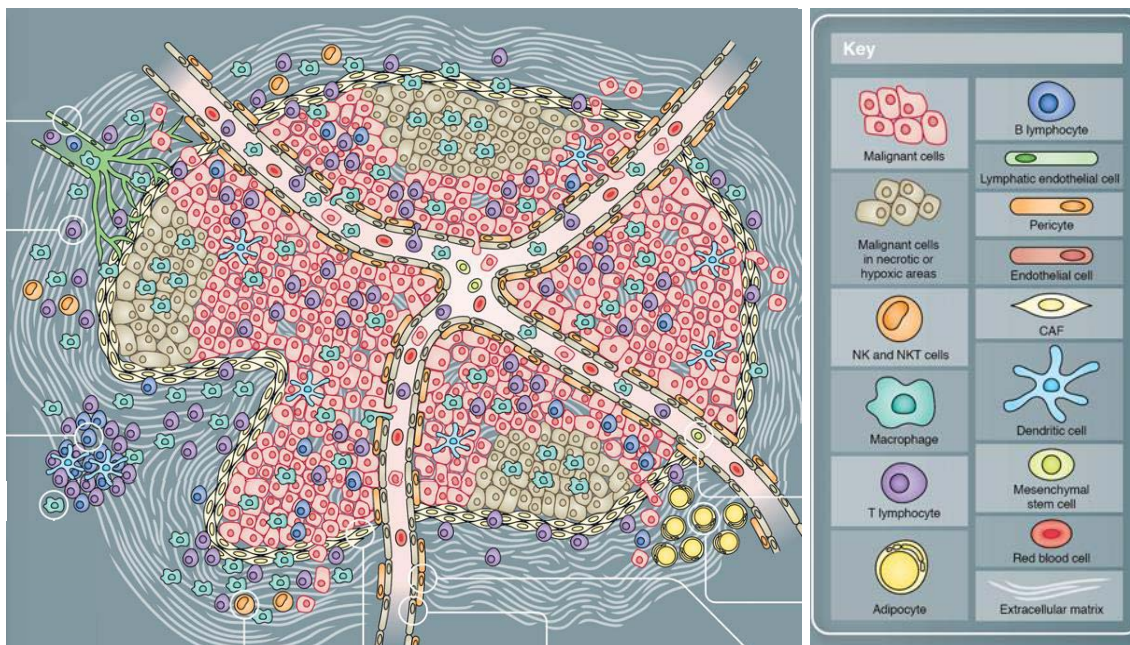 Key
Malignant cells
Malignant cells
in necrotic or
hypoxic areas
NK and NKT cells
Macrophage
T lymphocyte
Adipocyte
B lymphocyte
Lymphatic endothelial cell
Pericyte
Endothelial cell
CAF
Dendritic cell
Mesenchymal
stem cell
Red blood cell
Extracellular matrix